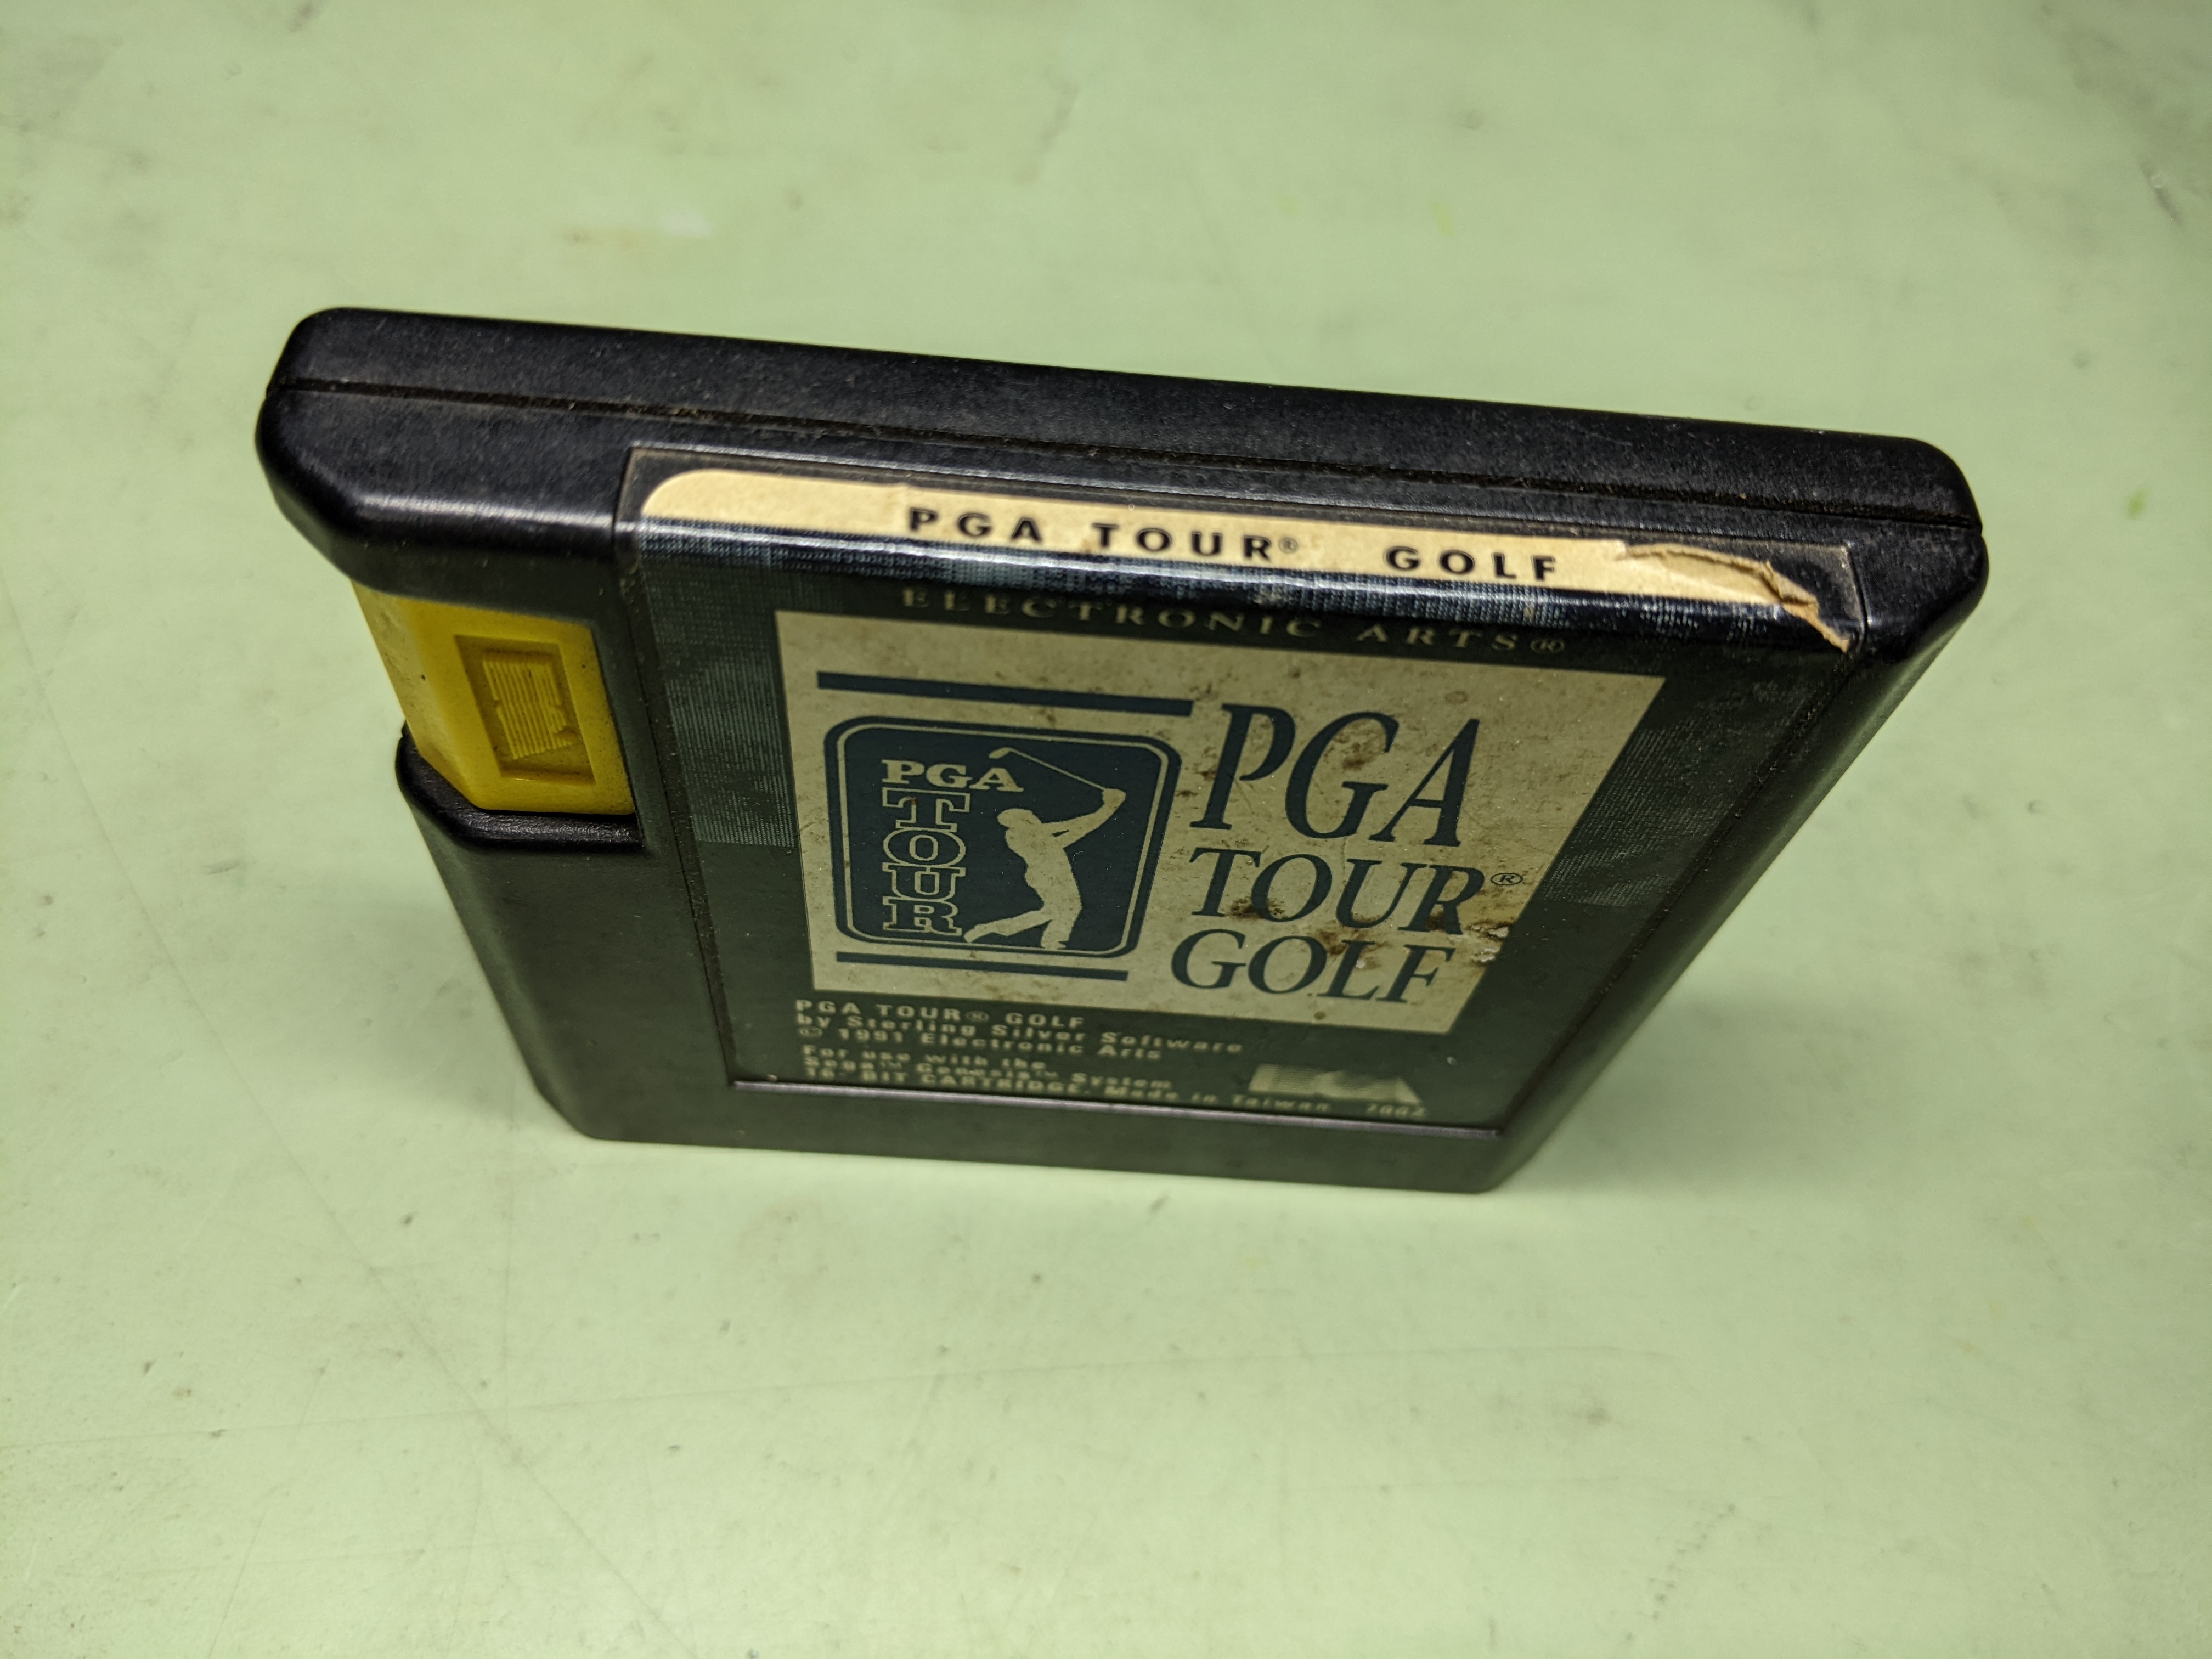 PGA TOUR® GOLF
ELECTRONIC ARTS®
PGA
TOUR
PGA
TOUR®
GOLF
PGA TOUR® GOLF
by Sterling Silver Software
© 1991 Electronic Arts
For use with the
Sega™ Genesis™ System
16-BIT CARTRIDGE. Made in Taiwan